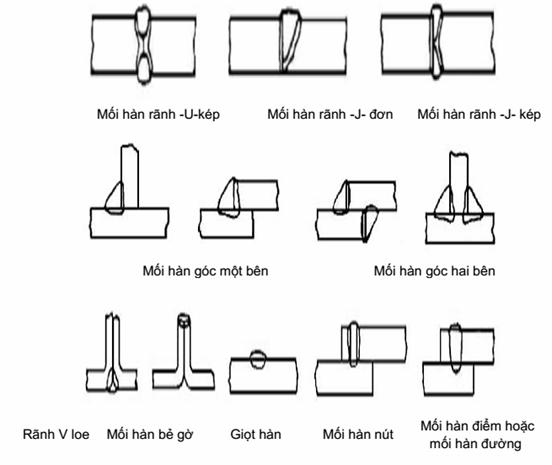 Mối hàn rãnh -U-kép
Mối hàn rãnh -J- đơn
Mối hàn rãnh -J- kép
Mối hàn góc một bên
Mối hàn góc hai bên
Rãnh V loe
Mối hàn bẻ gờ
Giọt hàn
Mối hàn nút
Mối hàn điểm hoặc
mối hàn đường